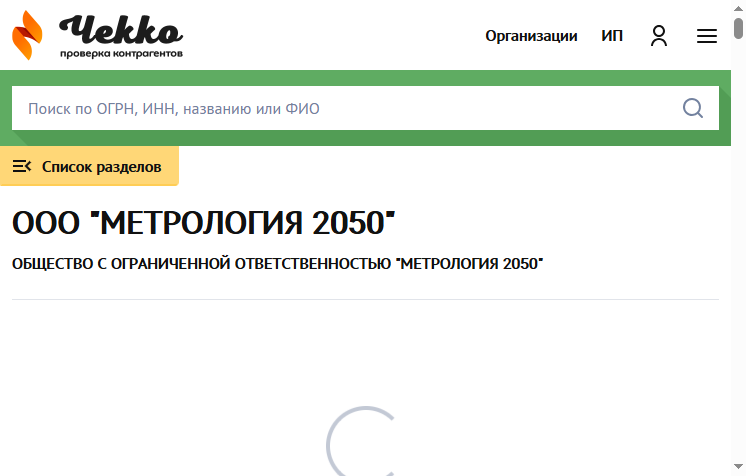 Чекко
проверка контрагентов
Организации ИП
Поиск по ОГРН, ИНН, названию или ФИО
Список разделов
ООО "МЕТРОЛОГИЯ 2050"
ОБЩЕСТВО С ОГРАНИЧЕННОЙ ОТВЕТСТВЕННОСТЬЮ "МЕТРОЛОГИЯ 2050"